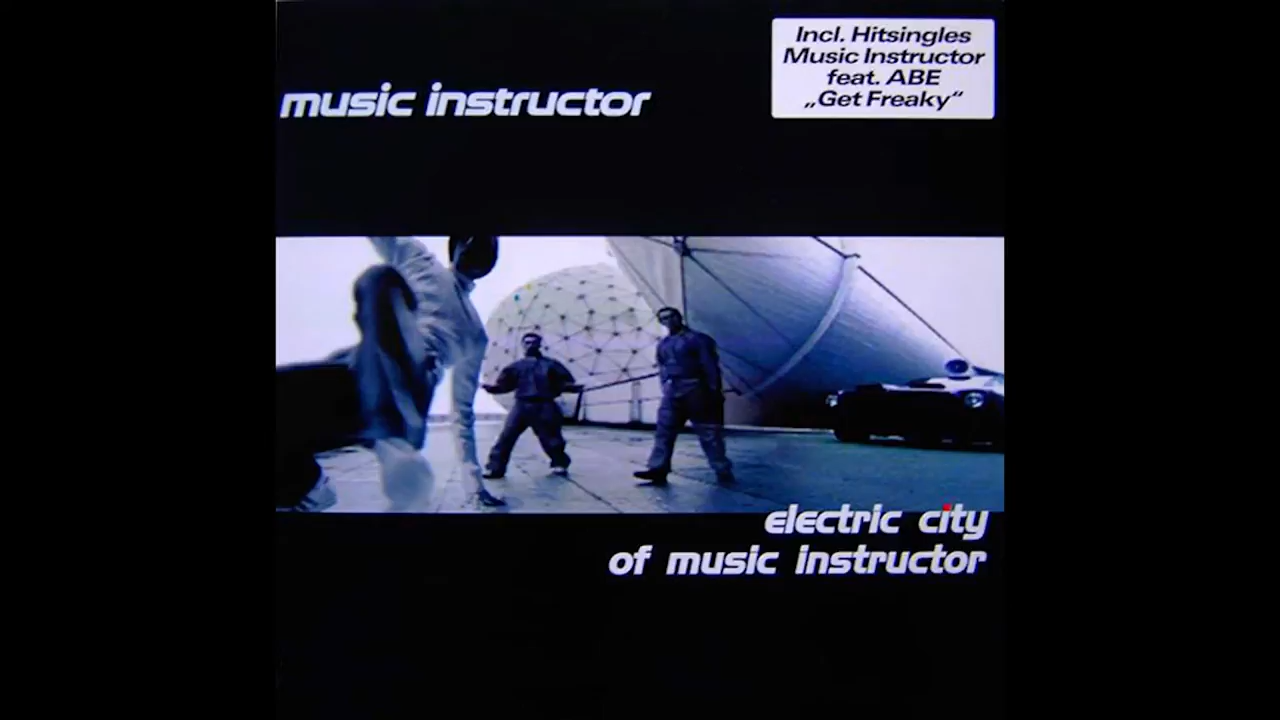 music instructor
Incl. Hitsingles
Music Instructor
feat. ABE
„Get Freaky“
electric city
of music instructor